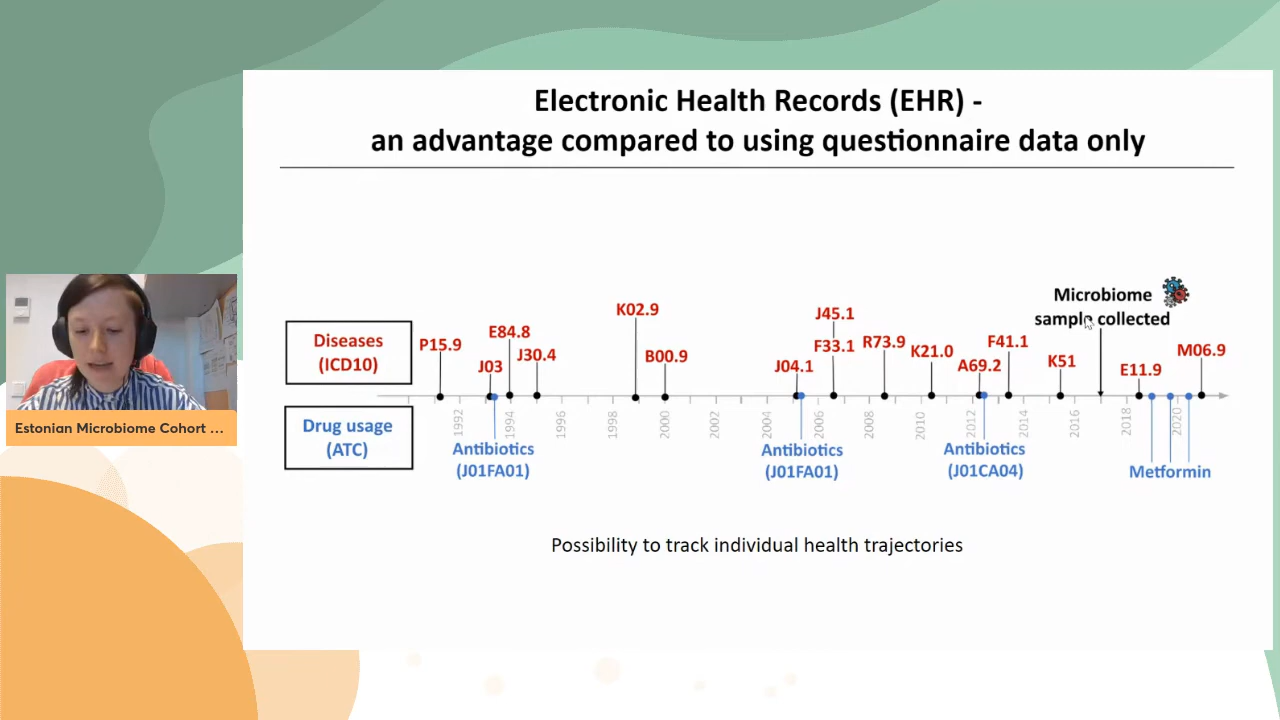 Electronic Health Records (EHR) -
an advantage compared to using questionnaire data only
Microbiome
sample collected
Diseases
(ICD10)
P15.9
J03
E84.8
J30.4
K02.9
B00.9
J04.1
J45.1
F33.1
R73.9
K21.0
A69.2
F41.1
K51
E11.9
M06.9
1992
1994
1996
1998
2000
2002
2004
2006
2008
2010
2012
2014
2016
2018
2020
Drug usage
(ATC)
Antibiotics
(J01FA01)
Antibiotics
(J01FA01)
Antibiotics
(J01CA04)
Metformin
Possibility to track individual health trajectories
Estonian Microbiome Cohort ...